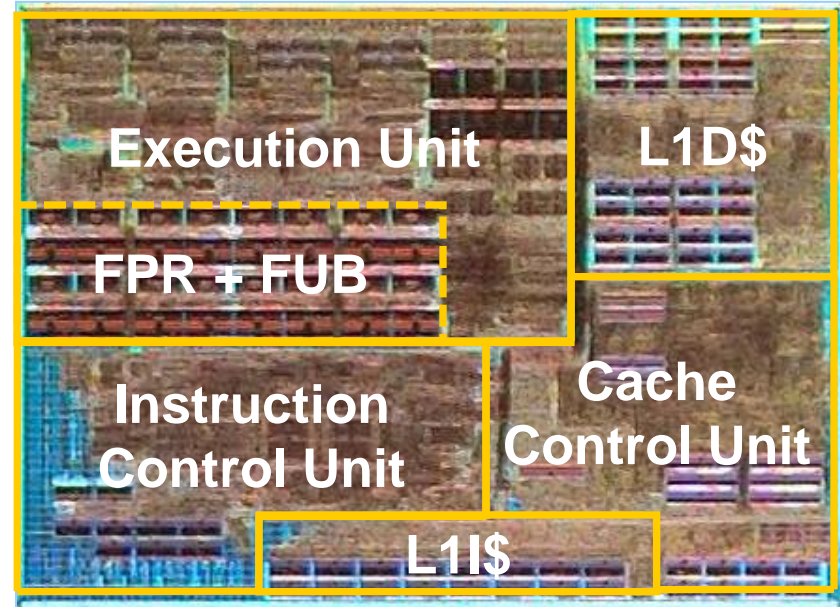 Execution Unit
L1D$
FPR + FUB
Instruction
Control Unit
Cache
Control Unit
L1I$